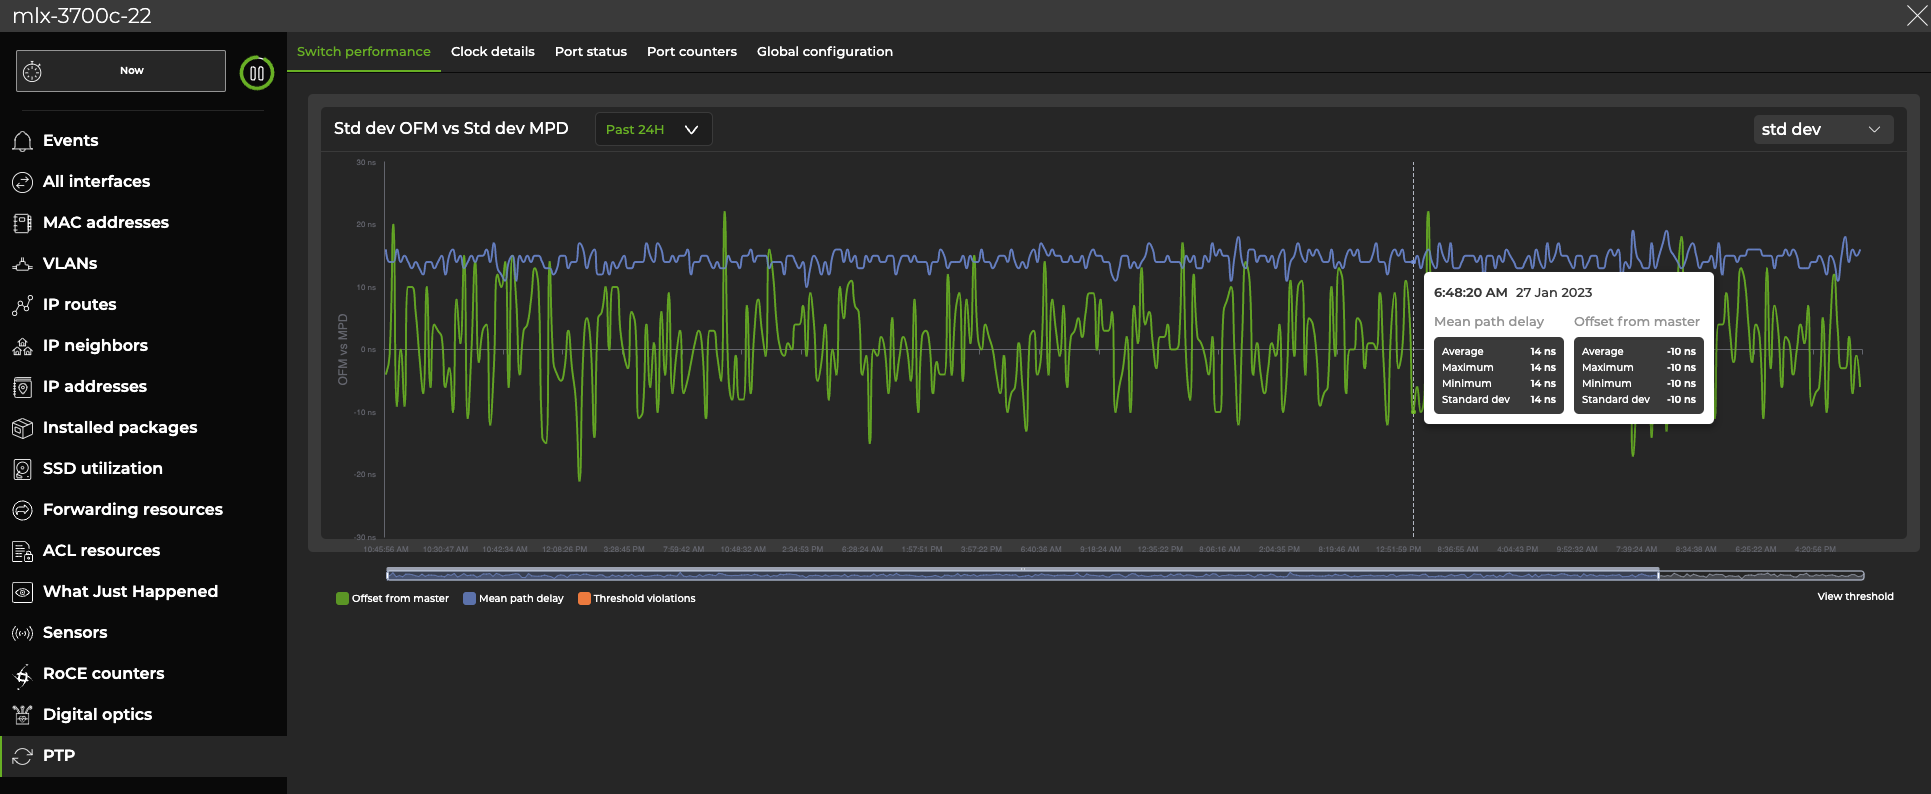 mlx-3700c-22
Now
Events
All interfaces
MAC addresses
VLANs
IP routes
IP neighbors
IP addresses
Installed packages
SSD utilization
Forwarding resources
ACL resources
What Just Happened
Sensors
RoCE counters
Digital optics
PTP
Switch performance Clock details Port status Port counters Global configuration
Std dev OFM vs Std dev MPD Past 24H std dev
30 ns
20 ns
10 ns
0 ns
-10 ns
-20 ns
-30 ns
OFM vs MPD
6:48:20 AM 27 Jan 2023
Mean path delay Offset from master
Average 14 ns Average -10 ns
Maximum 14 ns Maximum -10 ns
Minimum 14 ns Minimum -10 ns
Standard dev 14 ns Standard dev -10 ns
10:45:56 AM 10:30:47 AM 10:42:34 AM 12:08:26 PM 3:28:45 PM 7:59:42 AM 10:48:32 AM 2:34:53 PM 6:28:24 AM 1:57:51 PM 3:57:22 PM 6:40:36 AM 9:18:24 AM 12:35:22 PM 8:06:16 AM 2:04:35 PM 8:19:46 AM 12:51:59 PM 8:36:55 AM 4:04:43 PM 9:52:32 AM 7:39:24 AM 8:34:38 AM 6:25:22 AM 4:20:56 PM
Offset from master Mean path delay Threshold violations
View threshold